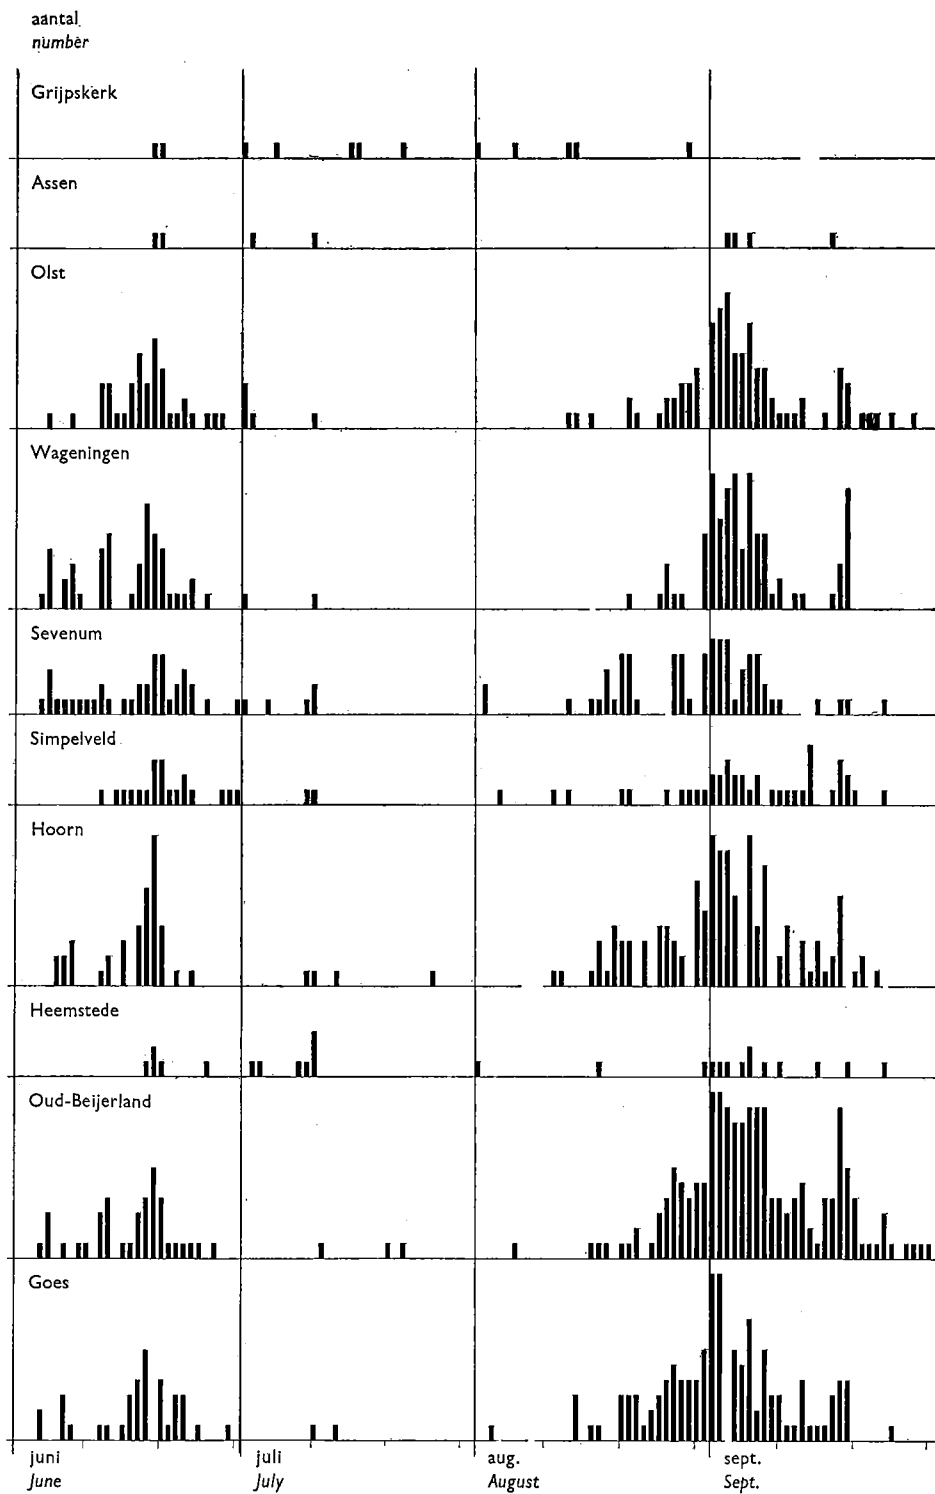 aantal
number
Grijpskerk
Assen
Olst
Wageningen
Sevenum
Simpelveld
Hoorn
Heemstede
Oud-Beijerland
Goes
juni juli aug. sept.
June July August Sept.